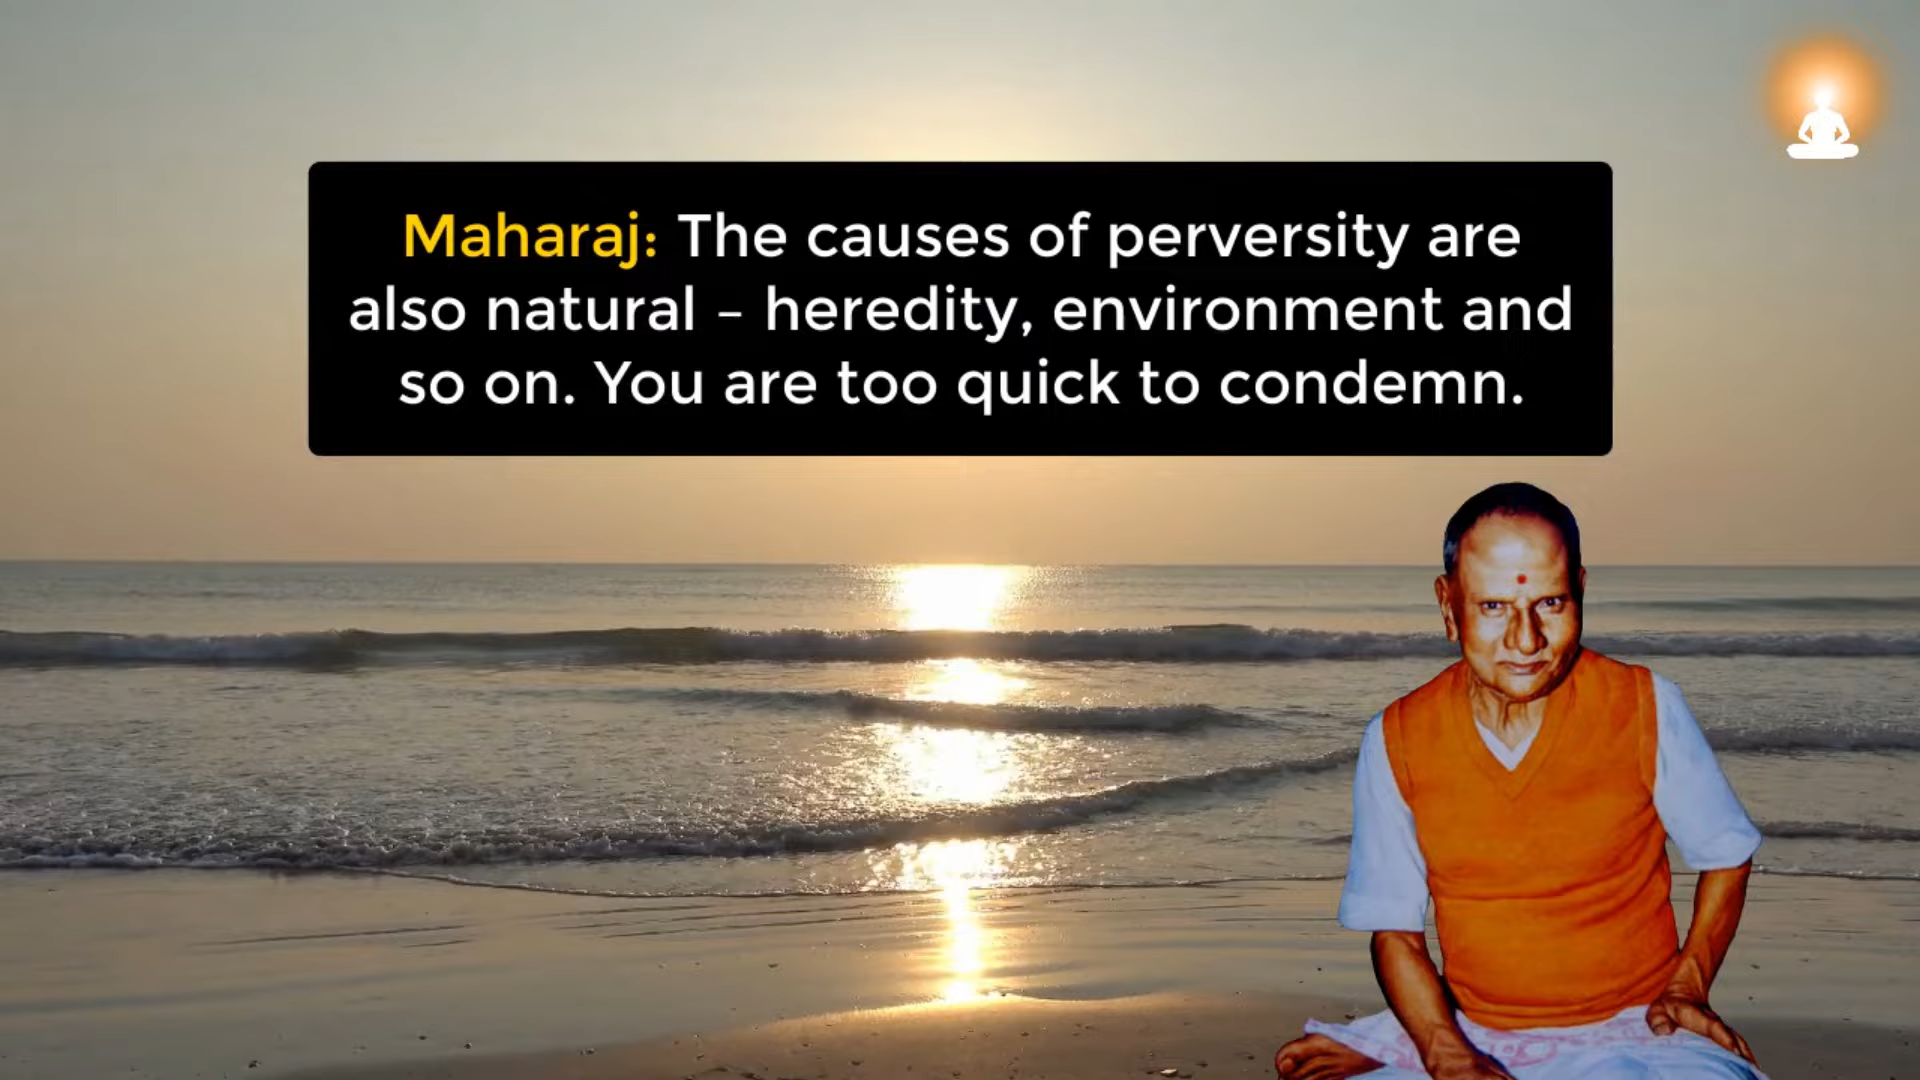 Maharaj: The causes of perversity are
also natural – heredity, environment and
so on. You are too quick to condemn.